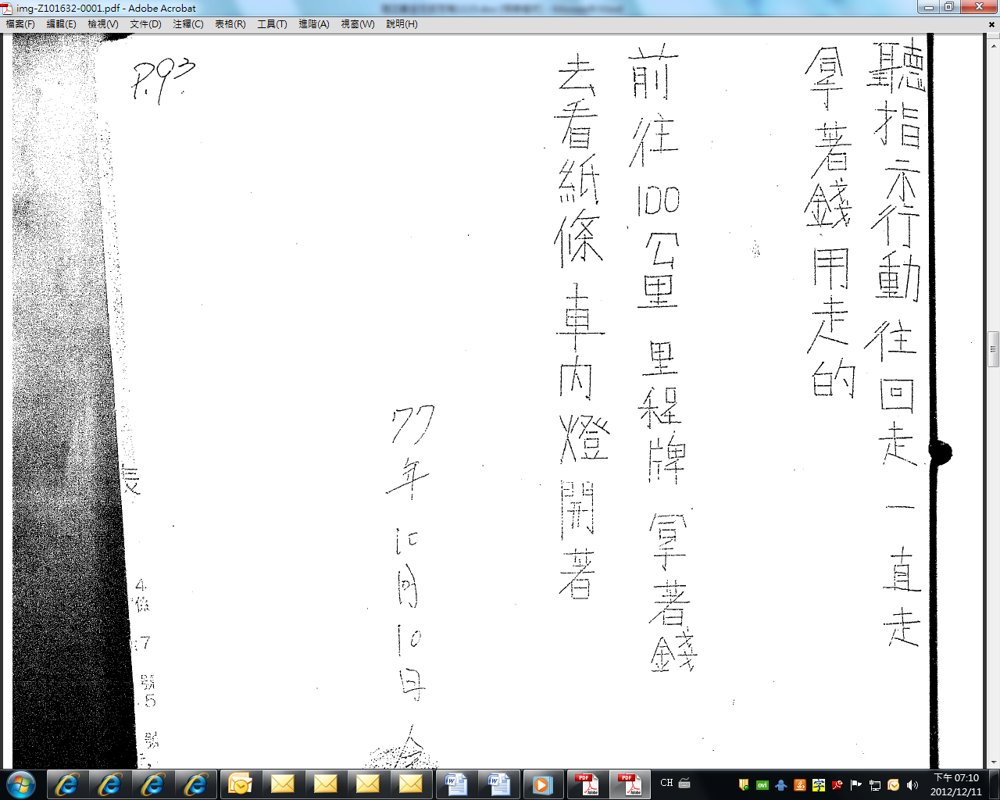 img-Z101632-0001.pdf - Adobe Acrobat
檔案(F) 編輯(E) 檢視(V) 文件(D) 注釋(C) 表格(R) 工具(T) 進階(A) 視窗(W) 說明(H)
聽指示行動 往回走 一直走
拿著錢用走的
前往100公里 里程牌 拿著錢
去看紙條 車內燈開著
77年10月10日
P.93
長
4
條
7
號
5
號
CH
下午 07:10
2012/12/11